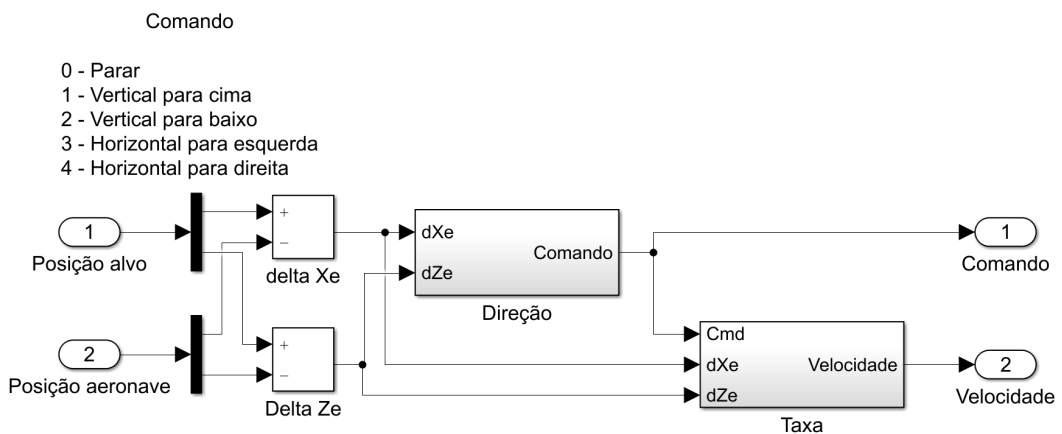 Comando
0 - Parar
1 - Vertical para cima
2 - Vertical para baixo
3 - Horizontal para esquerda
4 - Horizontal para direita
1
Posição alvo
+
−
delta Xe
dXe
dZe
Comando
Direção
1
Comando
2
Posição aeronave
+
−
Delta Ze
Cmd
dXe
dZe
Velocidade
Taxa
2
Velocidade